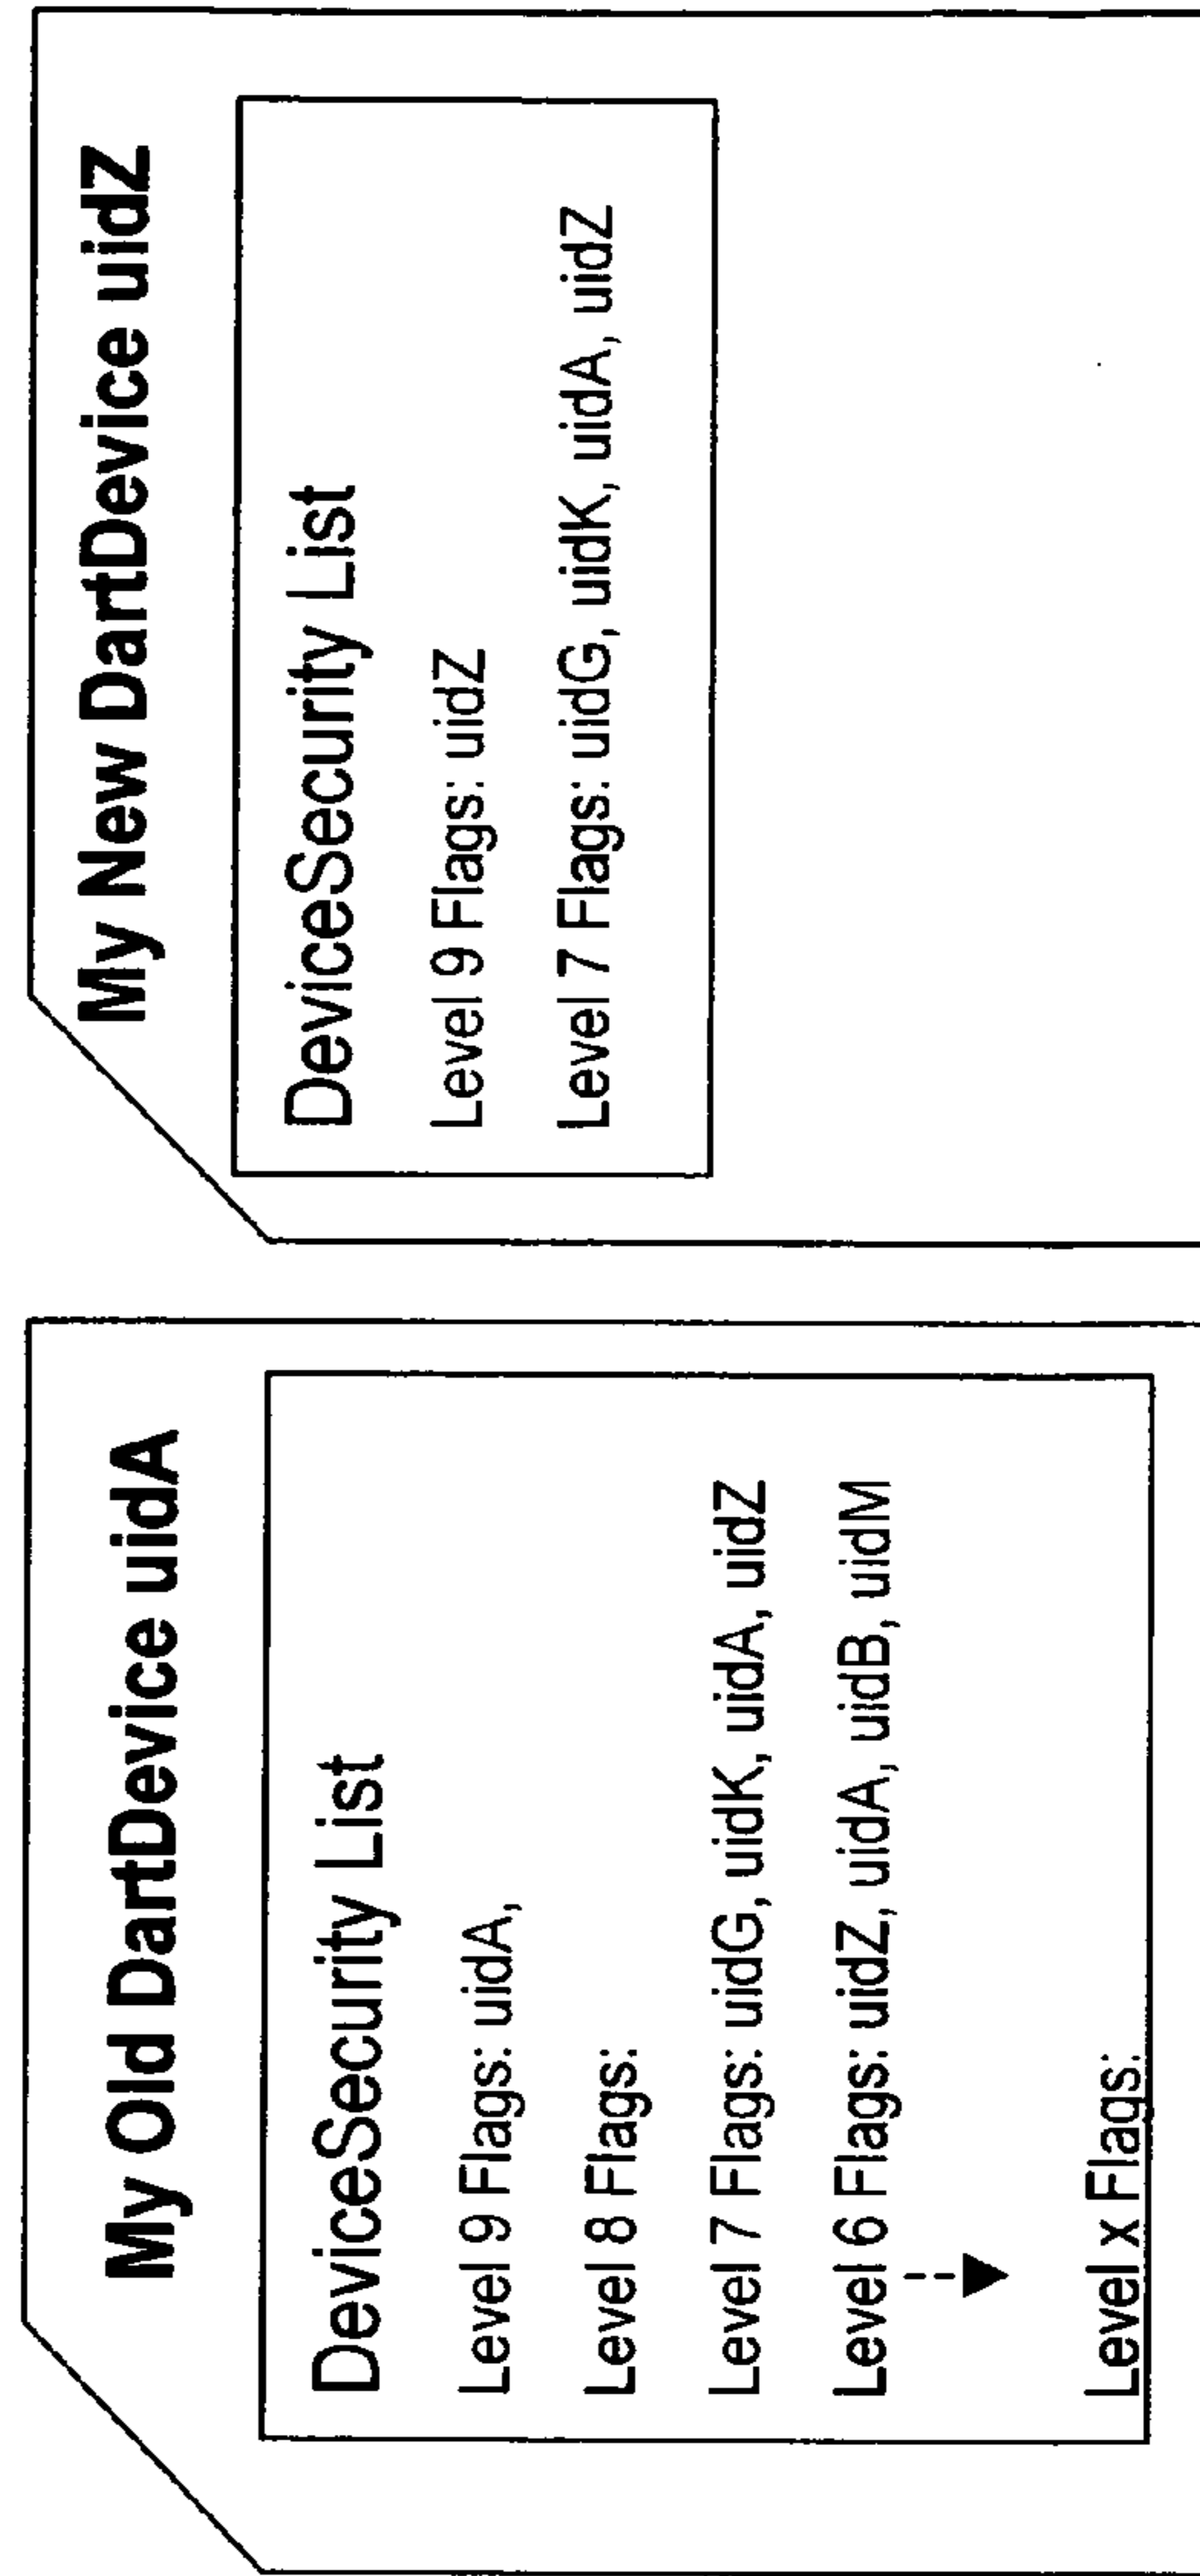 My Old DartDevice uidA
DeviceSecurity List
Level 9 Flags: uidA,
Level 8 Flags:
Level 7 Flags: uidG, uidK, uidA, uidZ
Level 6 Flags: uidZ, uidA, uidB, uidM
Level x Flags:
My New DartDevice uidZ
DeviceSecurity List
Level 9 Flags: uidZ
Level 7 Flags: uidG, uidK, uidA, uidZ